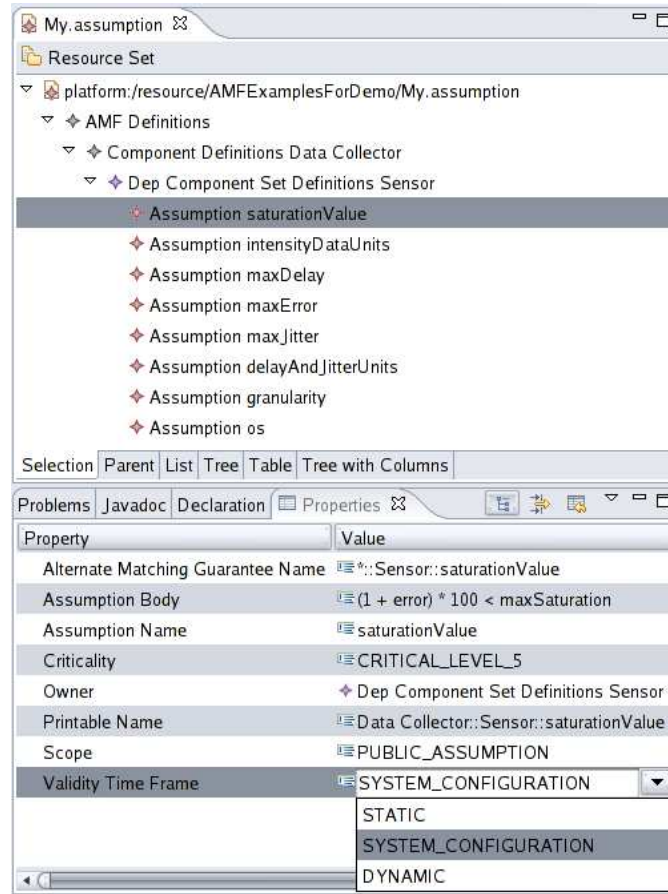 My.assumption
Resource Set
platform:/resource/AMFExamplesForDemo/My.assumption
AMF Definitions
Component Definitions Data Collector
Dep Component Set Definitions Sensor
Assumption saturationValue
Assumption intensityDataUnits
Assumption maxDelay
Assumption maxError
Assumption maxJitter
Assumption delayAndJitterUnits
Assumption granularity
Assumption os
Selection Parent List Tree Table Tree with Columns
Problems Javadoc Declaration Properties
Property Value
Alternate Matching Guarantee Name *::Sensor::saturationValue
Assumption Body (1 + error) * 100 < maxSaturation
Assumption Name saturationValue
Criticality CRITICAL_LEVEL_5
Owner Dep Component Set Definitions Sensor
Printable Name Data Collector::Sensor::saturationValue
Scope PUBLIC_ASSUMPTION
Validity Time Frame SYSTEM_CONFIGURATION
STATIC
SYSTEM_CONFIGURATION
DYNAMIC